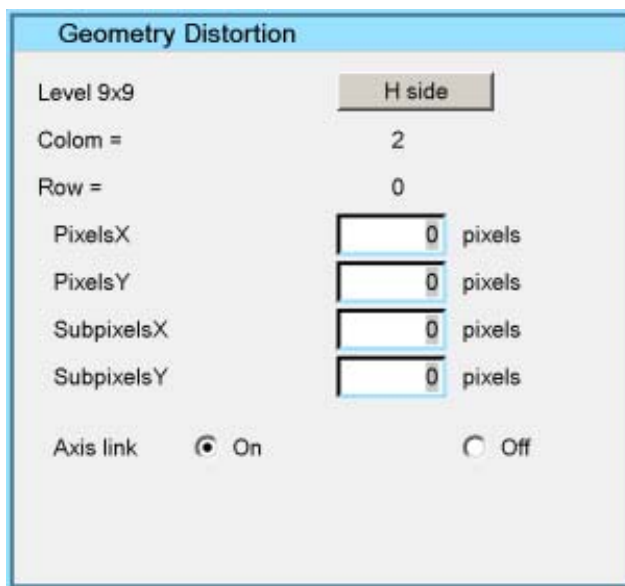 Geometry Distortion
Level 9x9 H side
Colom = 2
Row = 0
PixelsX 0 pixels
PixelsY 0 pixels
SubpixelsX 0 pixels
SubpixelsY 0 pixels
Axis link On Off